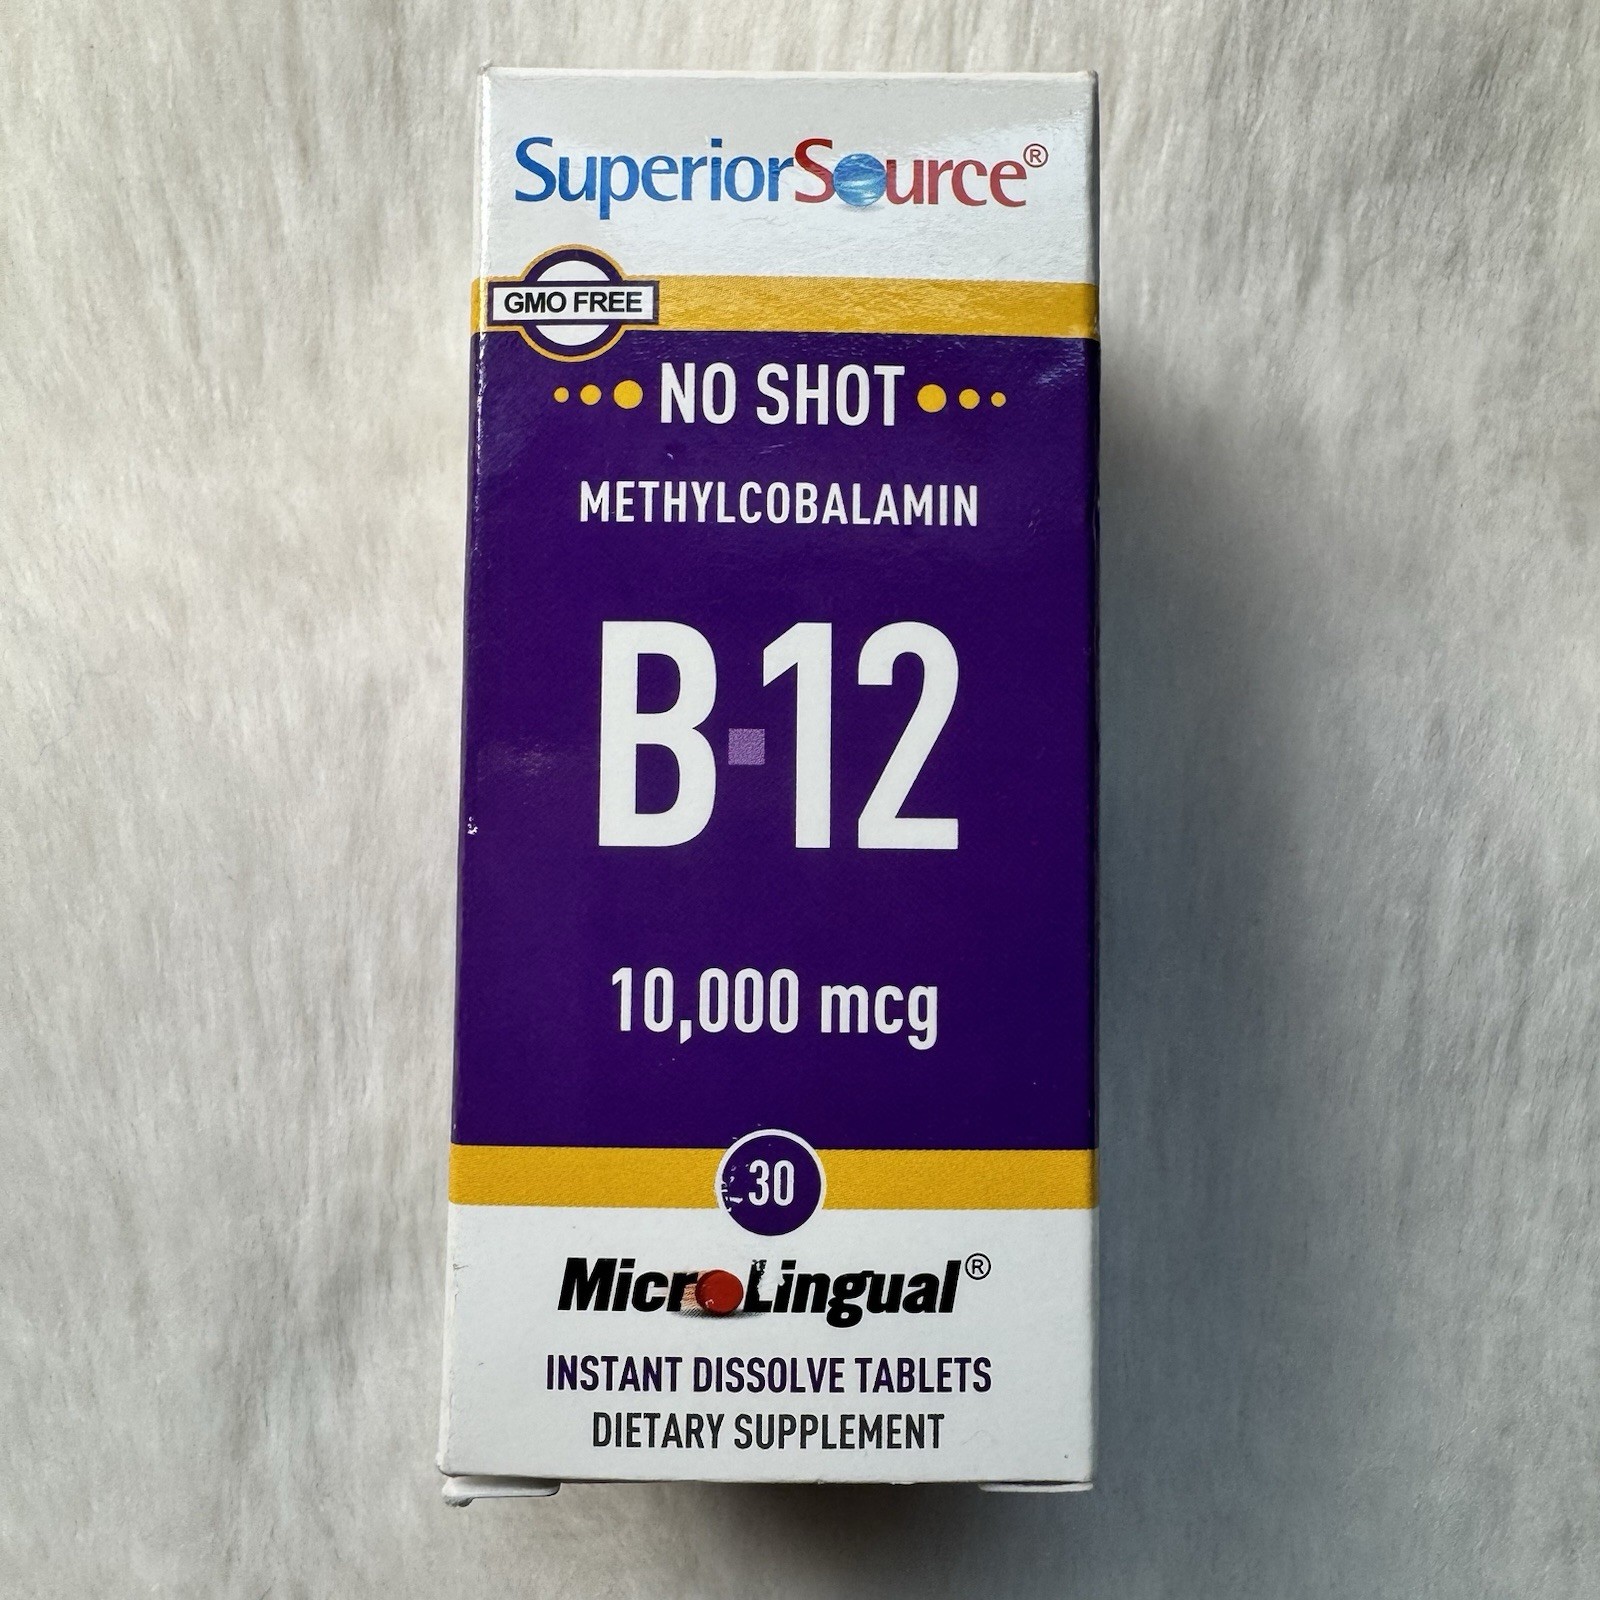 SuperiorSource®
GMO FREE
NO SHOT
METHYLCOBALAMIN
B-12
10,000 mcg
30
MicroLingual®
INSTANT DISSOLVE TABLETS
DIETARY SUPPLEMENT